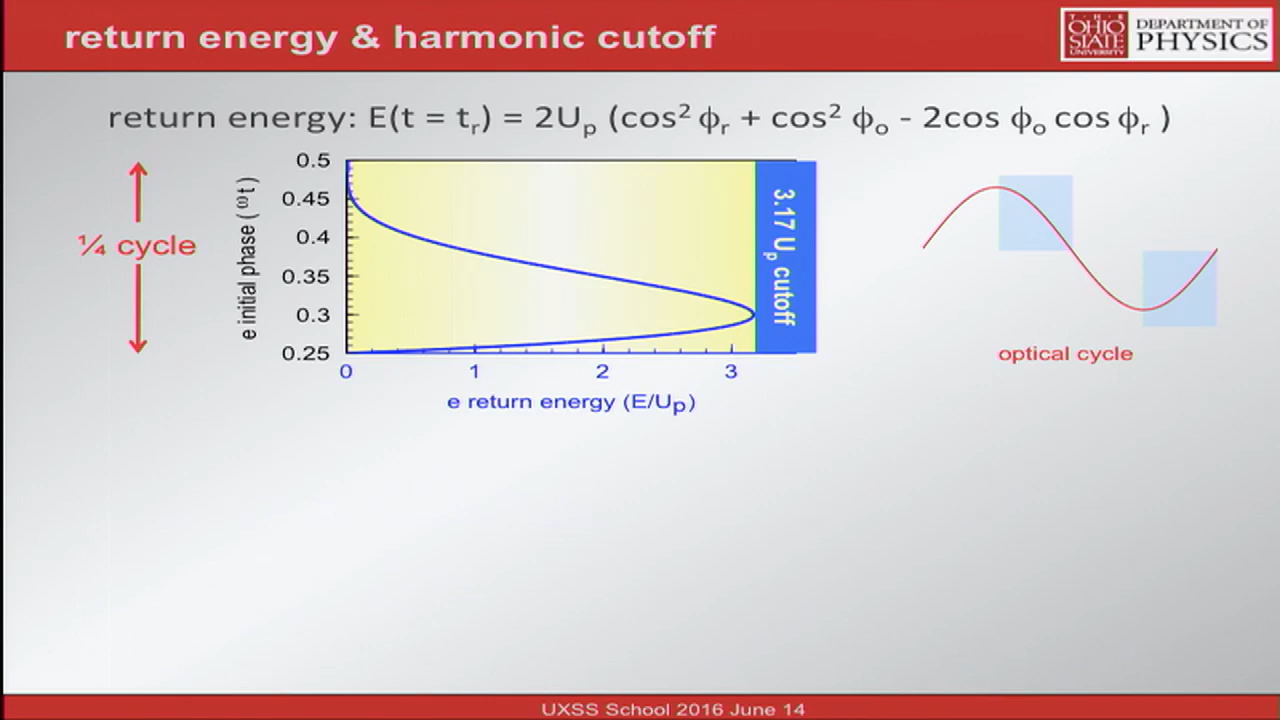 return energy & harmonic cutoff
T·H·E
OHIO
STATE
UNIVERSITY
DEPARTMENT OF
PHYSICS
return energy: E(t = tᵣ) = 2Uₚ (cos² ϕᵣ + cos² ϕₒ - 2cos ϕₒ cos ϕᵣ )
¼ cycle
e initial phase ( ωt )
0.5
0.45
0.4
0.35
0.3
0.25
0
1
2
3
e return energy (E/Uₚ)
3.17 Uₚ cutoff
optical cycle
UXSS School 2016 June 14